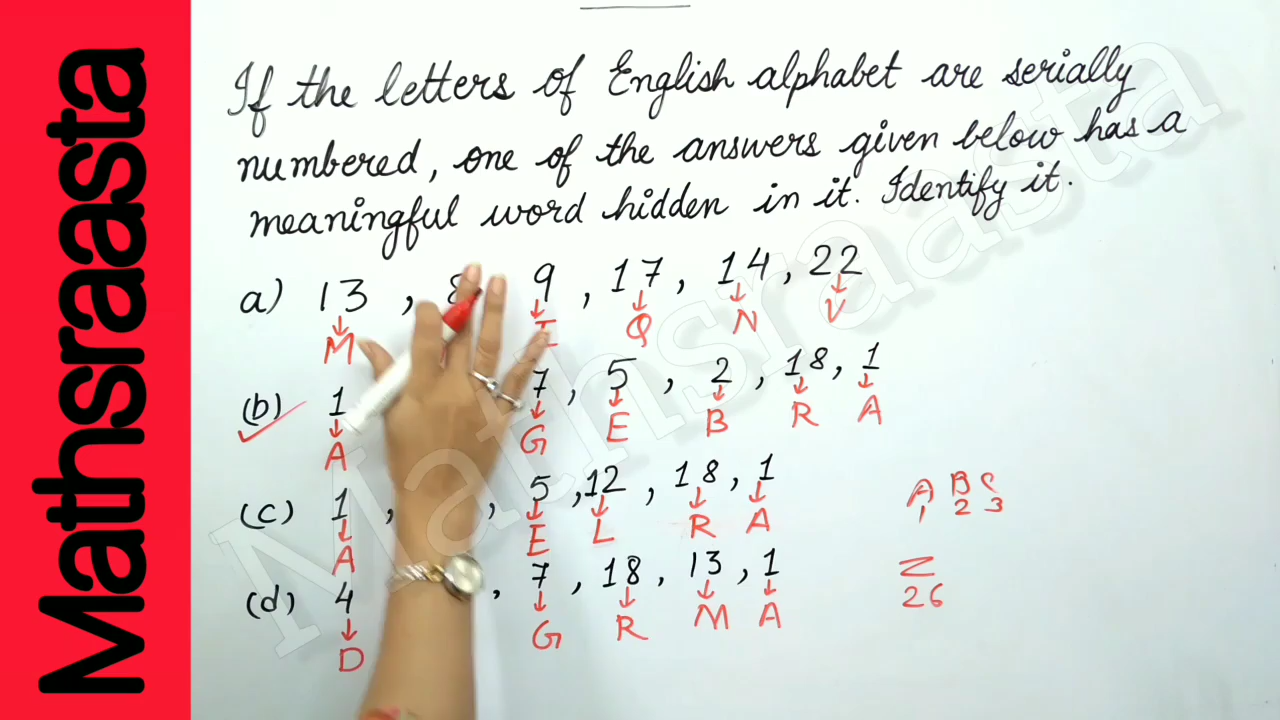 Mathsraasta
If the letters of English alphabet are serially
numbered, one of the answers given below has a
meaningful word hidden in it. Identify it.
a) 13 , 8 9 , 17 , 14 , 22
M I Q N V
(b) 1 7 , 5 , 2 , 18 , 1
A G E B R A
(c) 1 , , 5 , 12 , 18 , 1
A E L R A
A B C
1 2 3
(d) 4 , 7 , 18 , 13 , 1
D G R M A
Z
26
Mathsraasta